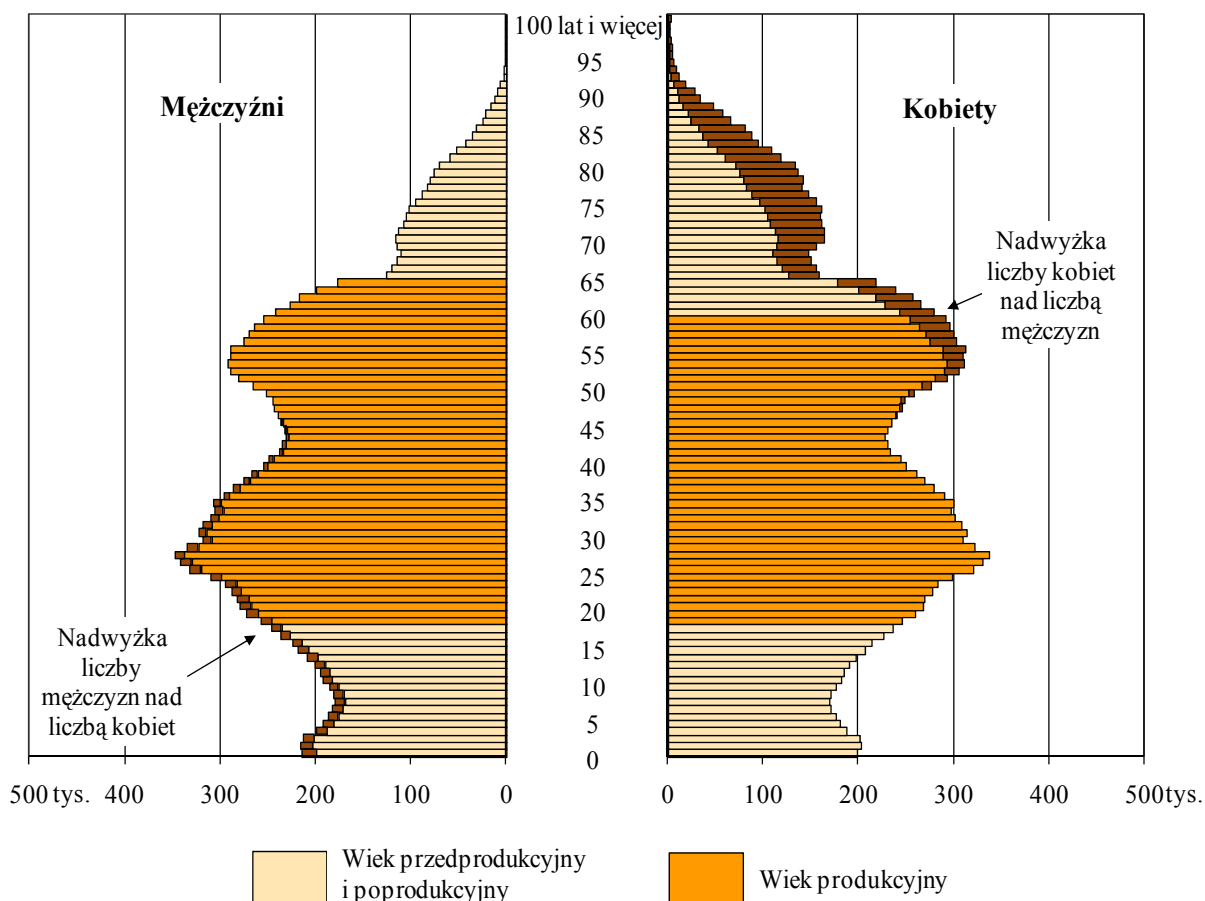 100 lat i więcej
Mężczyźni
Kobiety
95
90
85
80
75
70
65
60
55
50
45
40
35
30
25
20
15
10
5
0
Nadwyżka
liczby kobiet
nad liczbą
mężczyzn
Nadwyżka
liczby
mężczyzn nad
liczbą kobiet
500 tys. 400 300 200 100 0
0 100 200 300 400 500tys.
Wiek przedprodukcyjny
i poprodukcyjny
Wiek produkcyjny